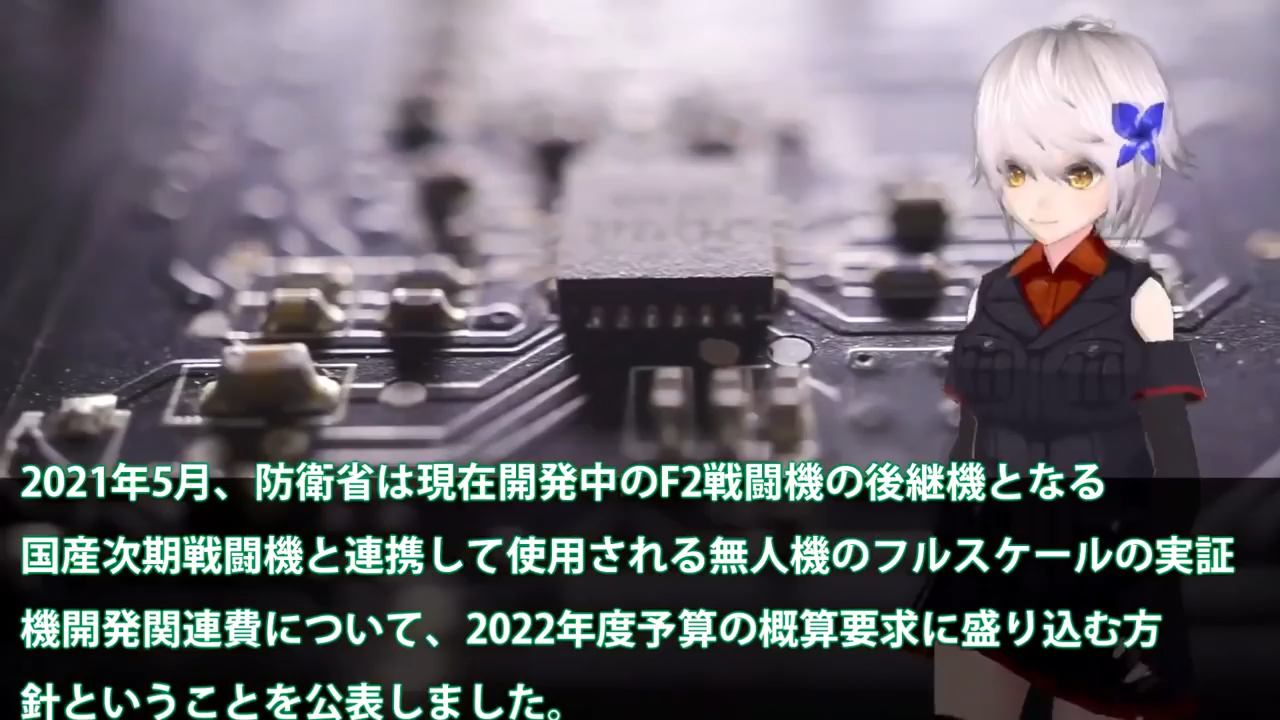 2021年5月、防衛省は現在開発中のF2戦闘機の後継機となる
国産次期戦闘機と連携して使用される無人機のフルスケールの実証
機開発関連費について、2022年度予算の概算要求に盛り込む方
針ということを公表しました。